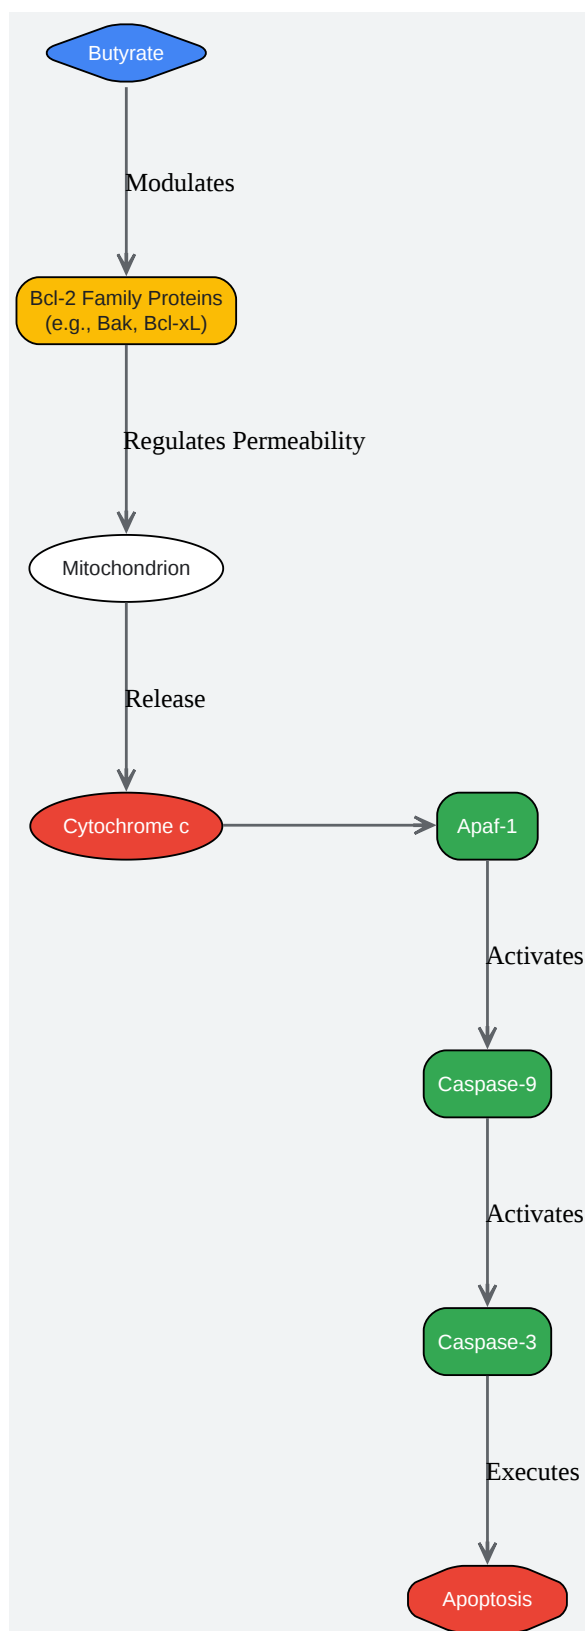 Butyrate
Modulates
Bcl-2 Family Proteins
(e.g., Bak, Bcl-xL)
Regulates Permeability
Mitochondrion
Release
Cytochrome c
Apaf-1
Activates
Caspase-9
Activates
Caspase-3
Executes
Apoptosis